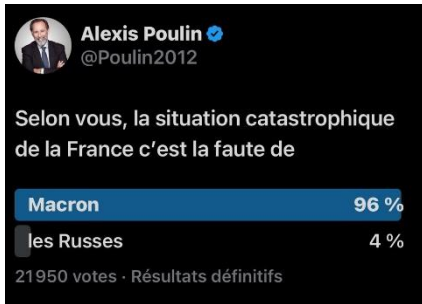 Alexis Poulin
@Poulin2012
Selon vous, la situation catastrophique
de la France c’est la faute de
Macron 96 %
les Russes 4 %
21950 votes · Résultats définitifs